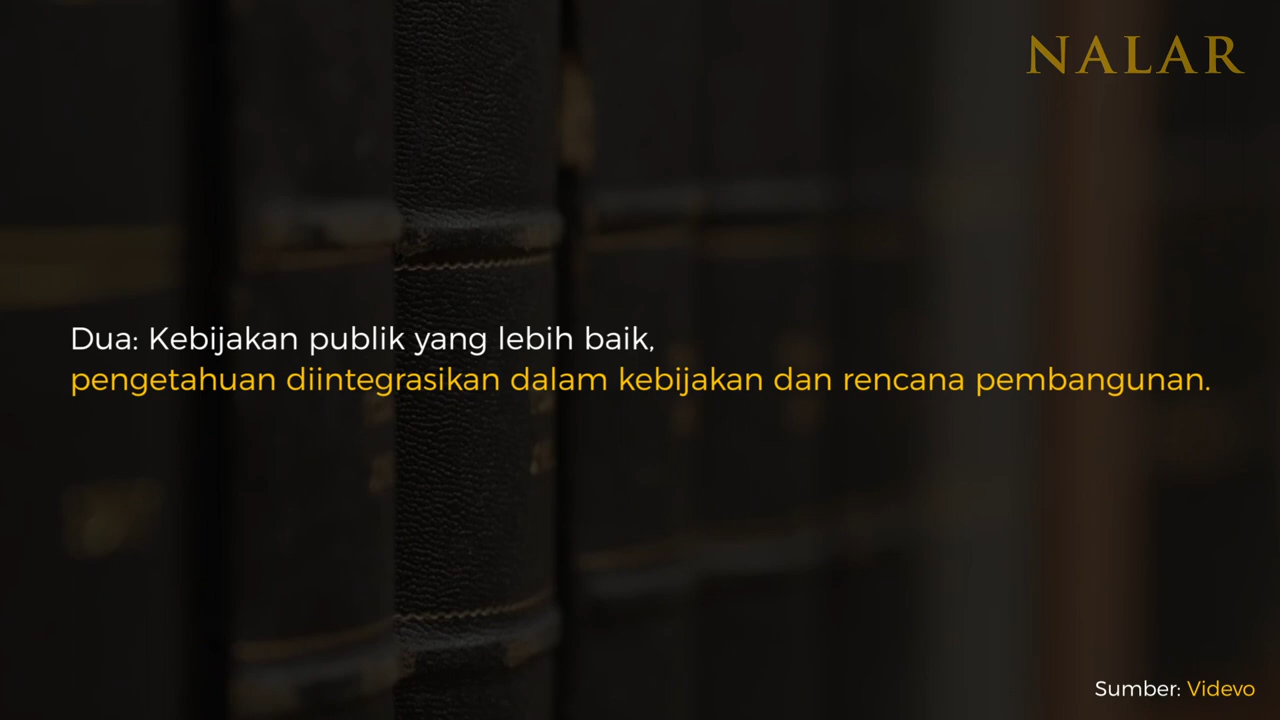 NALAR
Dua: Kebijakan publik yang lebih baik,
pengetahuan diintegrasikan dalam kebijakan dan rencana pembangunan.
Sumber: Videvo